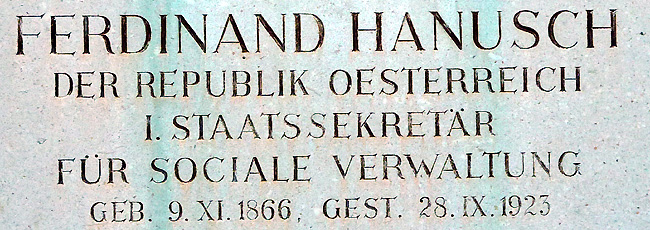 FERDINAND HANUSCH
DER REPUBLIK OESTERREICH
I. STAATSSEKRETÄR
FÜR SOCIALE VERWALTUNG
GEB. 9. XI. 1866, GEST. 28. IX. 1923